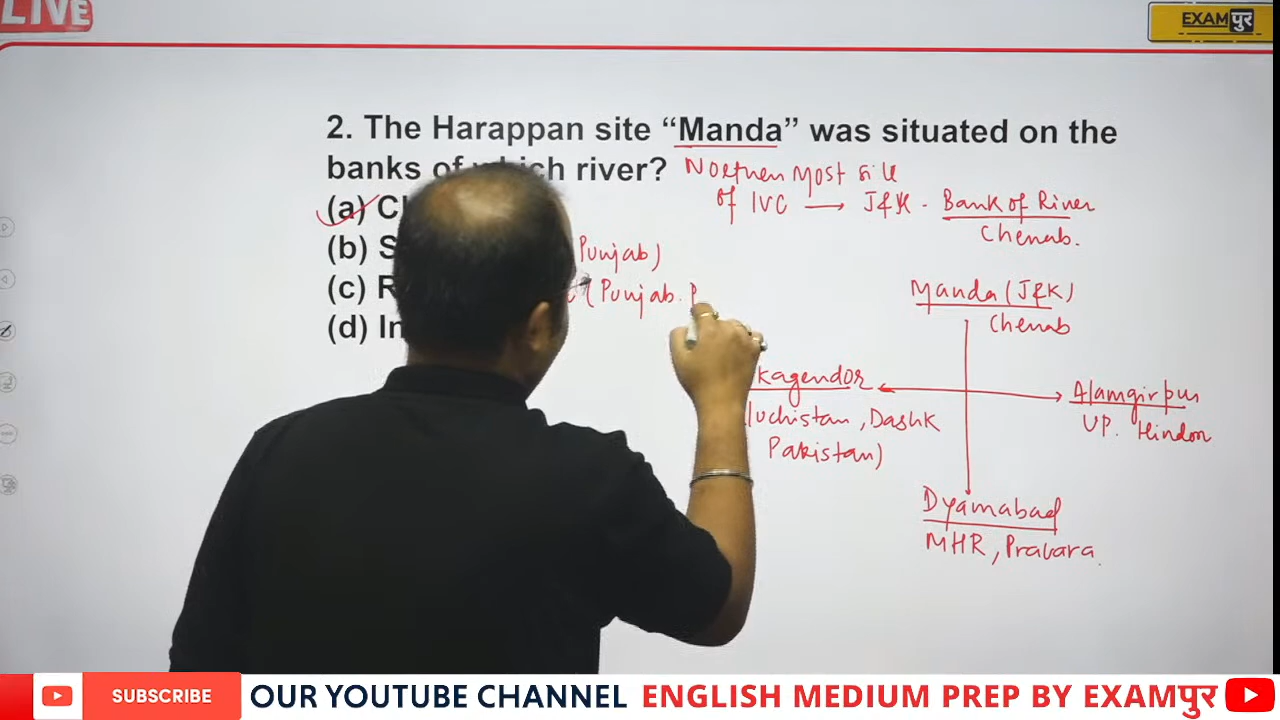 LIVE
EXAMपुर
2. The Harappan site “Manda” was situated on the
banks of which river?
Northen Most site
of IVC → J&K - Bank of River
Chenab.
(a) C
(b) S
Punjab)
(c) R
(Punjab. P
(d) In
Manda (J&K)
Chenab
kagendor
luchistan, Dashk
Pakistan)
Alamgirpur
UP. Hindon
Dyamabad
MHR, Pravara.
SUBSCRIBE
OUR YOUTUBE CHANNEL ENGLISH MEDIUM PREP BY EXAMपुर